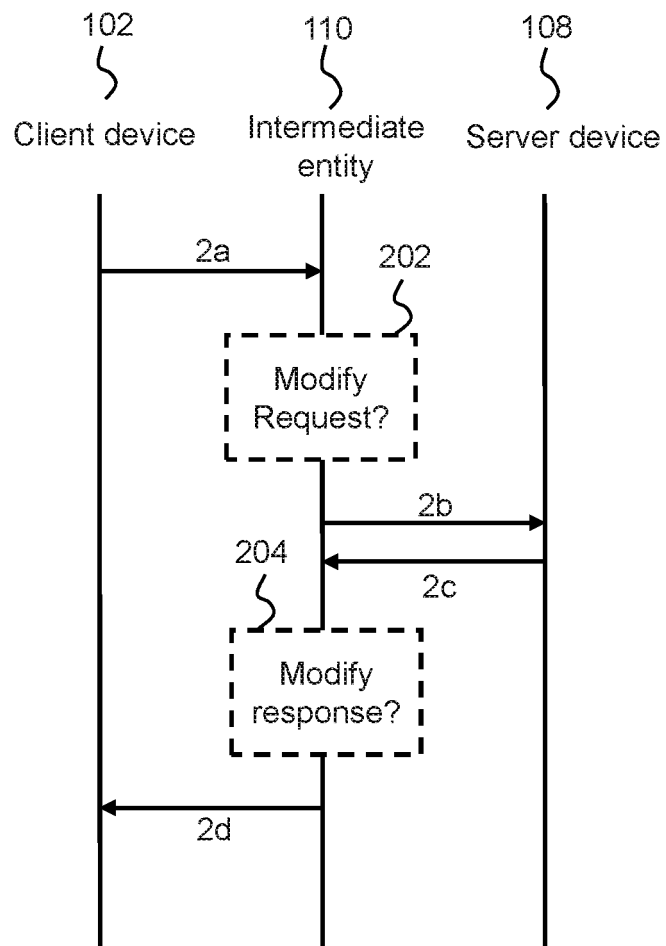 102
110
108
Client device
Intermediate
entity
Server device
2a
202
Modify
Request?
2b
2c
204
Modify
response?
2d